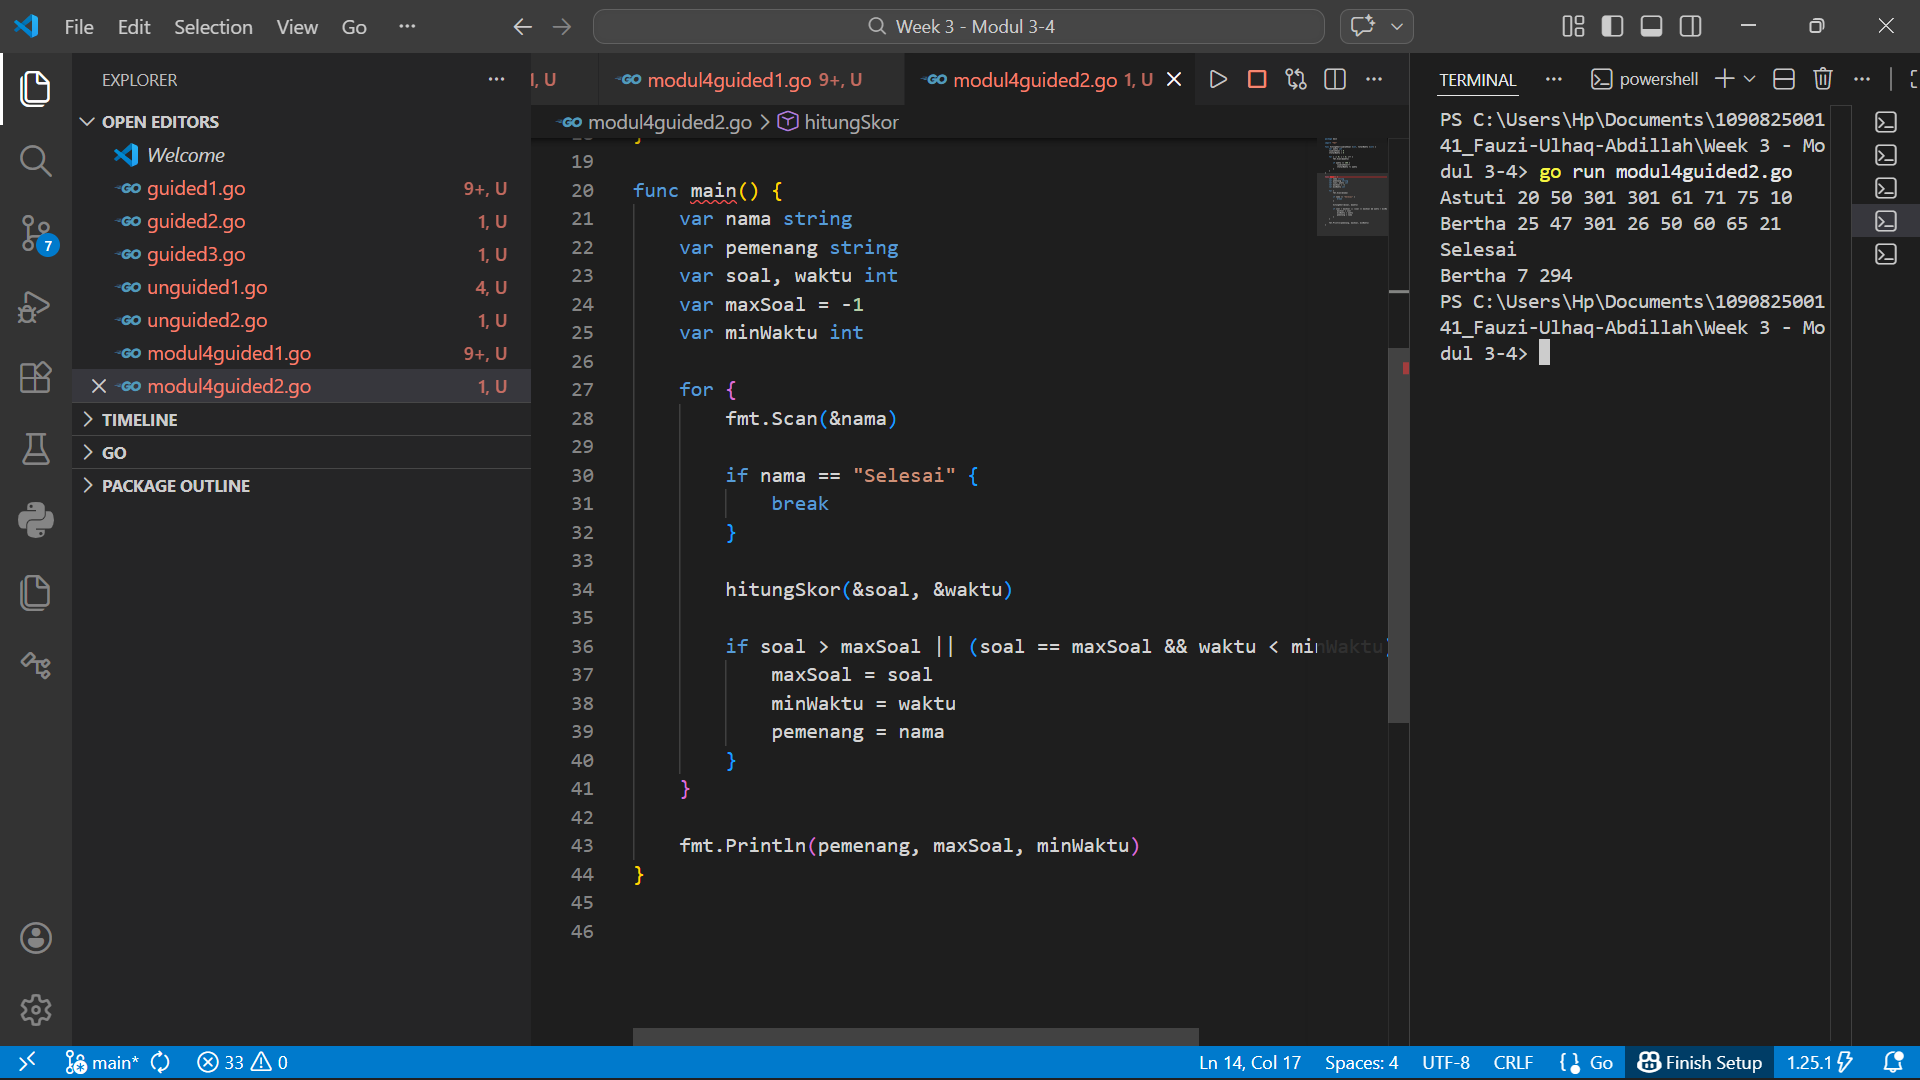 File Edit Selection View Go ··· Week 3 - Modul 3-4
EXPLORER
OPEN EDITORS
Welcome
guided1.go 9+, U
guided2.go 1, U
guided3.go 1, U
unguided1.go 4, U
unguided2.go 1, U
modul4guided1.go 9+, U
modul4guided2.go 1, U
TIMELINE
GO
PACKAGE OUTLINE
7
U modul4guided1.go 9+, U modul4guided2.go 1, U
modul4guided2.go > hitungSkor
19
20 func main() {
21 var nama string
22 var pemenang string
23 var soal, waktu int
24 var maxSoal = -1
25 var minWaktu int
26
27 for {
28 fmt.Scan(&nama)
29
30 if nama == "Selesai" {
31 break
32 }
33
34 hitungSkor(&soal, &waktu)
35
36 if soal > maxSoal || (soal == maxSoal && waktu < minWaktu)
37 maxSoal = soal
38 minWaktu = waktu
39 pemenang = nama
40 }
41 }
42
43 fmt.Println(pemenang, maxSoal, minWaktu)
44 }
45
46
TERMINAL ··· powershell
PS C:\Users\Hp\Documents\1090825001
41_Fauzi-Ulhaq-Abdillah\Week 3 - Mo
dul 3-4> go run modul4guided2.go
Astuti 20 50 301 301 61 71 75 10
Bertha 25 47 301 26 50 60 65 21
Selesai
Bertha 7 294
PS C:\Users\Hp\Documents\1090825001
41_Fauzi-Ulhaq-Abdillah\Week 3 - Mo
dul 3-4>
main* 33 0 Ln 14, Col 17 Spaces: 4 UTF-8 CRLF {} Go Finish Setup 1.25.1